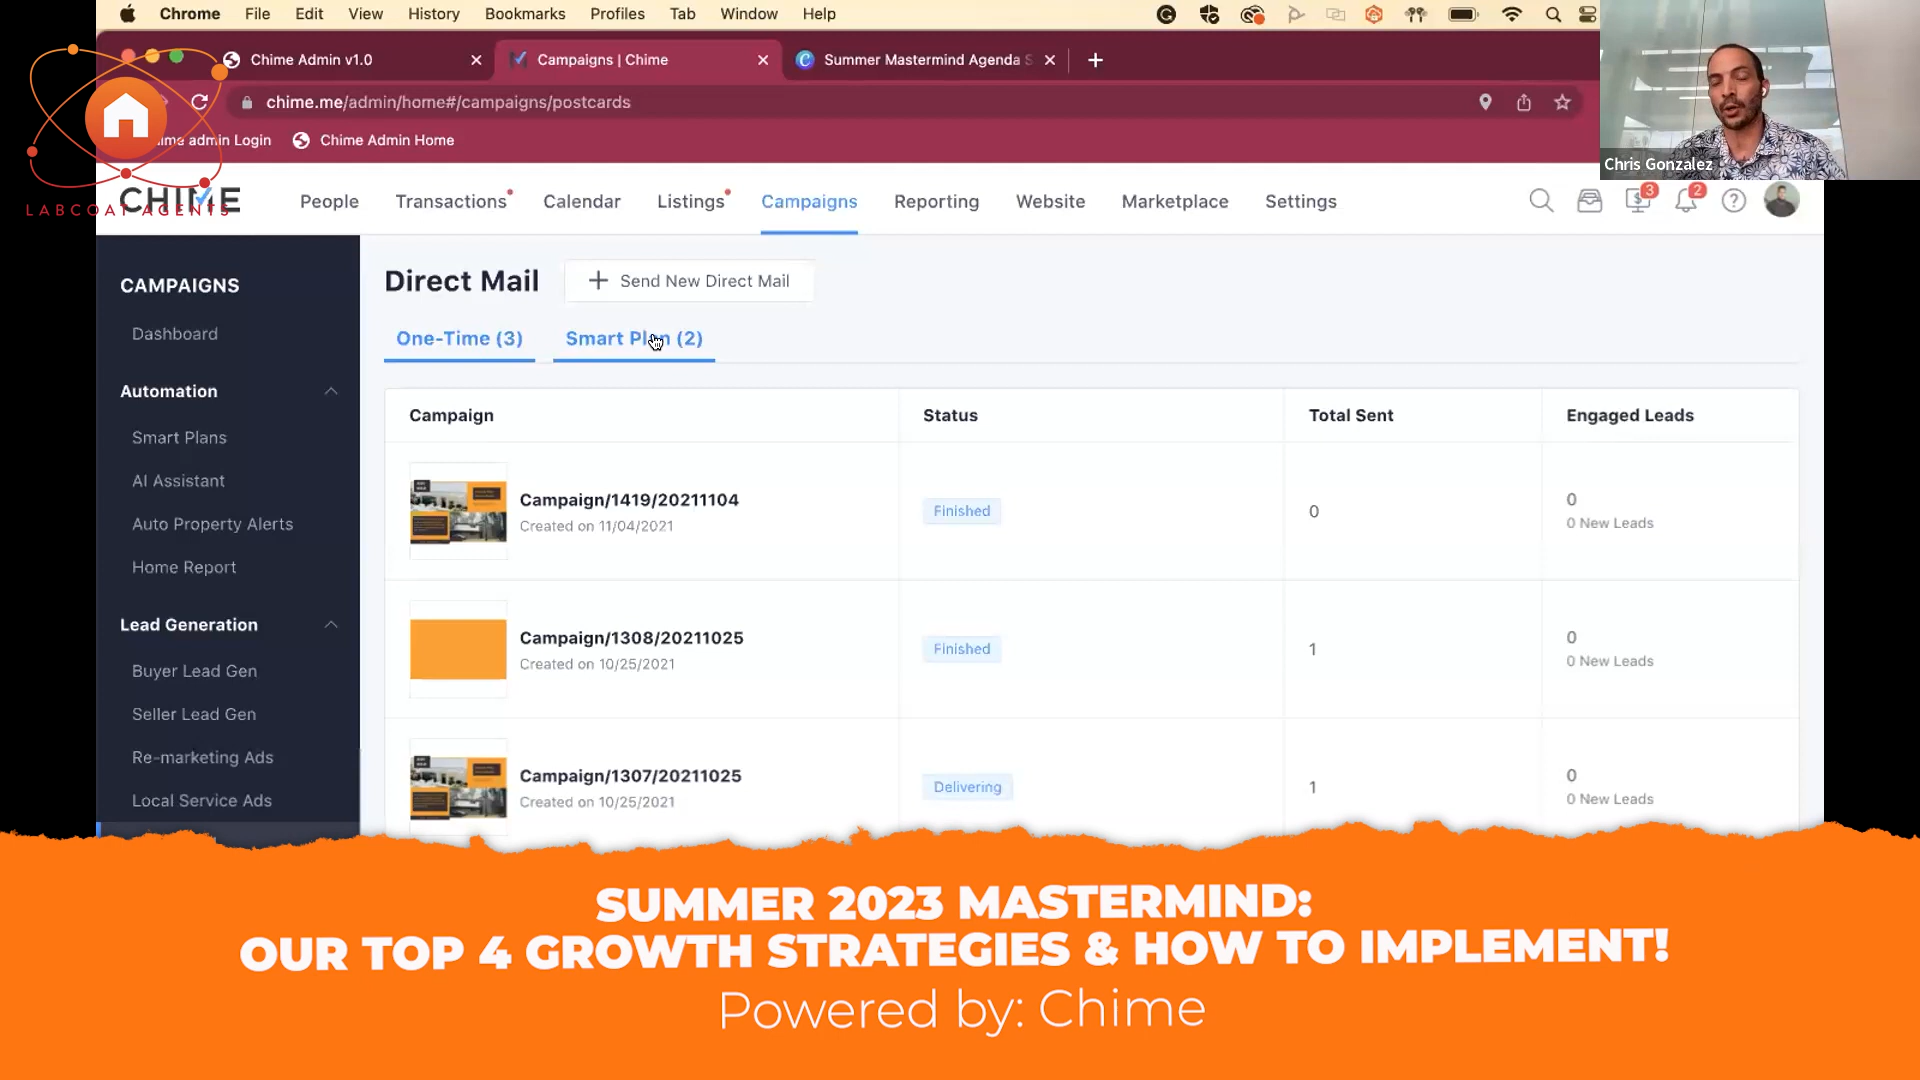 Chrome File Edit View History Bookmarks Profiles Tab Window Help
Chime Admin v1.0
Campaigns | Chime
Summer Mastermind Agenda
chime.me/admin/home#/campaigns/postcards
me admin Login
Chime Admin Home
Chris Gonzalez
CHIME
LABCOAT AGENTS
People Transactions Calendar Listings Campaigns Reporting Website Marketplace Settings
3
2
CAMPAIGNS
Dashboard
Automation
Smart Plans
AI Assistant
Auto Property Alerts
Home Report
Lead Generation
Buyer Lead Gen
Seller Lead Gen
Re-marketing Ads
Local Service Ads
Direct Mail
Send New Direct Mail
One-Time (3)
Smart Plan (2)
Campaign Status Total Sent Engaged Leads
Campaign/1419/20211104
Created on 11/04/2021
Finished
0
0
0 New Leads
Campaign/1308/20211025
Created on 10/25/2021
Finished
1
0
0 New Leads
Campaign/1307/20211025
Created on 10/25/2021
Delivering
1
0
0 New Leads
SUMMER 2023 MASTERMIND:
OUR TOP 4 GROWTH STRATEGIES & HOW TO IMPLEMENT!
Powered by: Chime